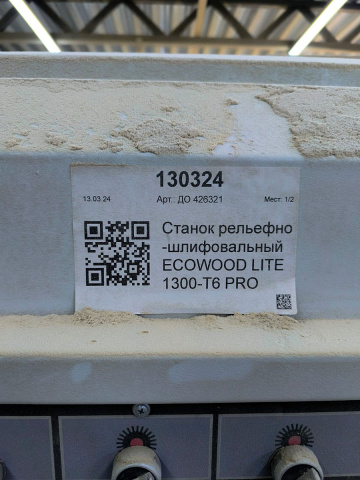 130324
13.03.24 Арт.: ДО 426321 Мест: 1/2
Станок рельефно
-шлифовальный
ECOWOOD LITE
1300-T6 PRO